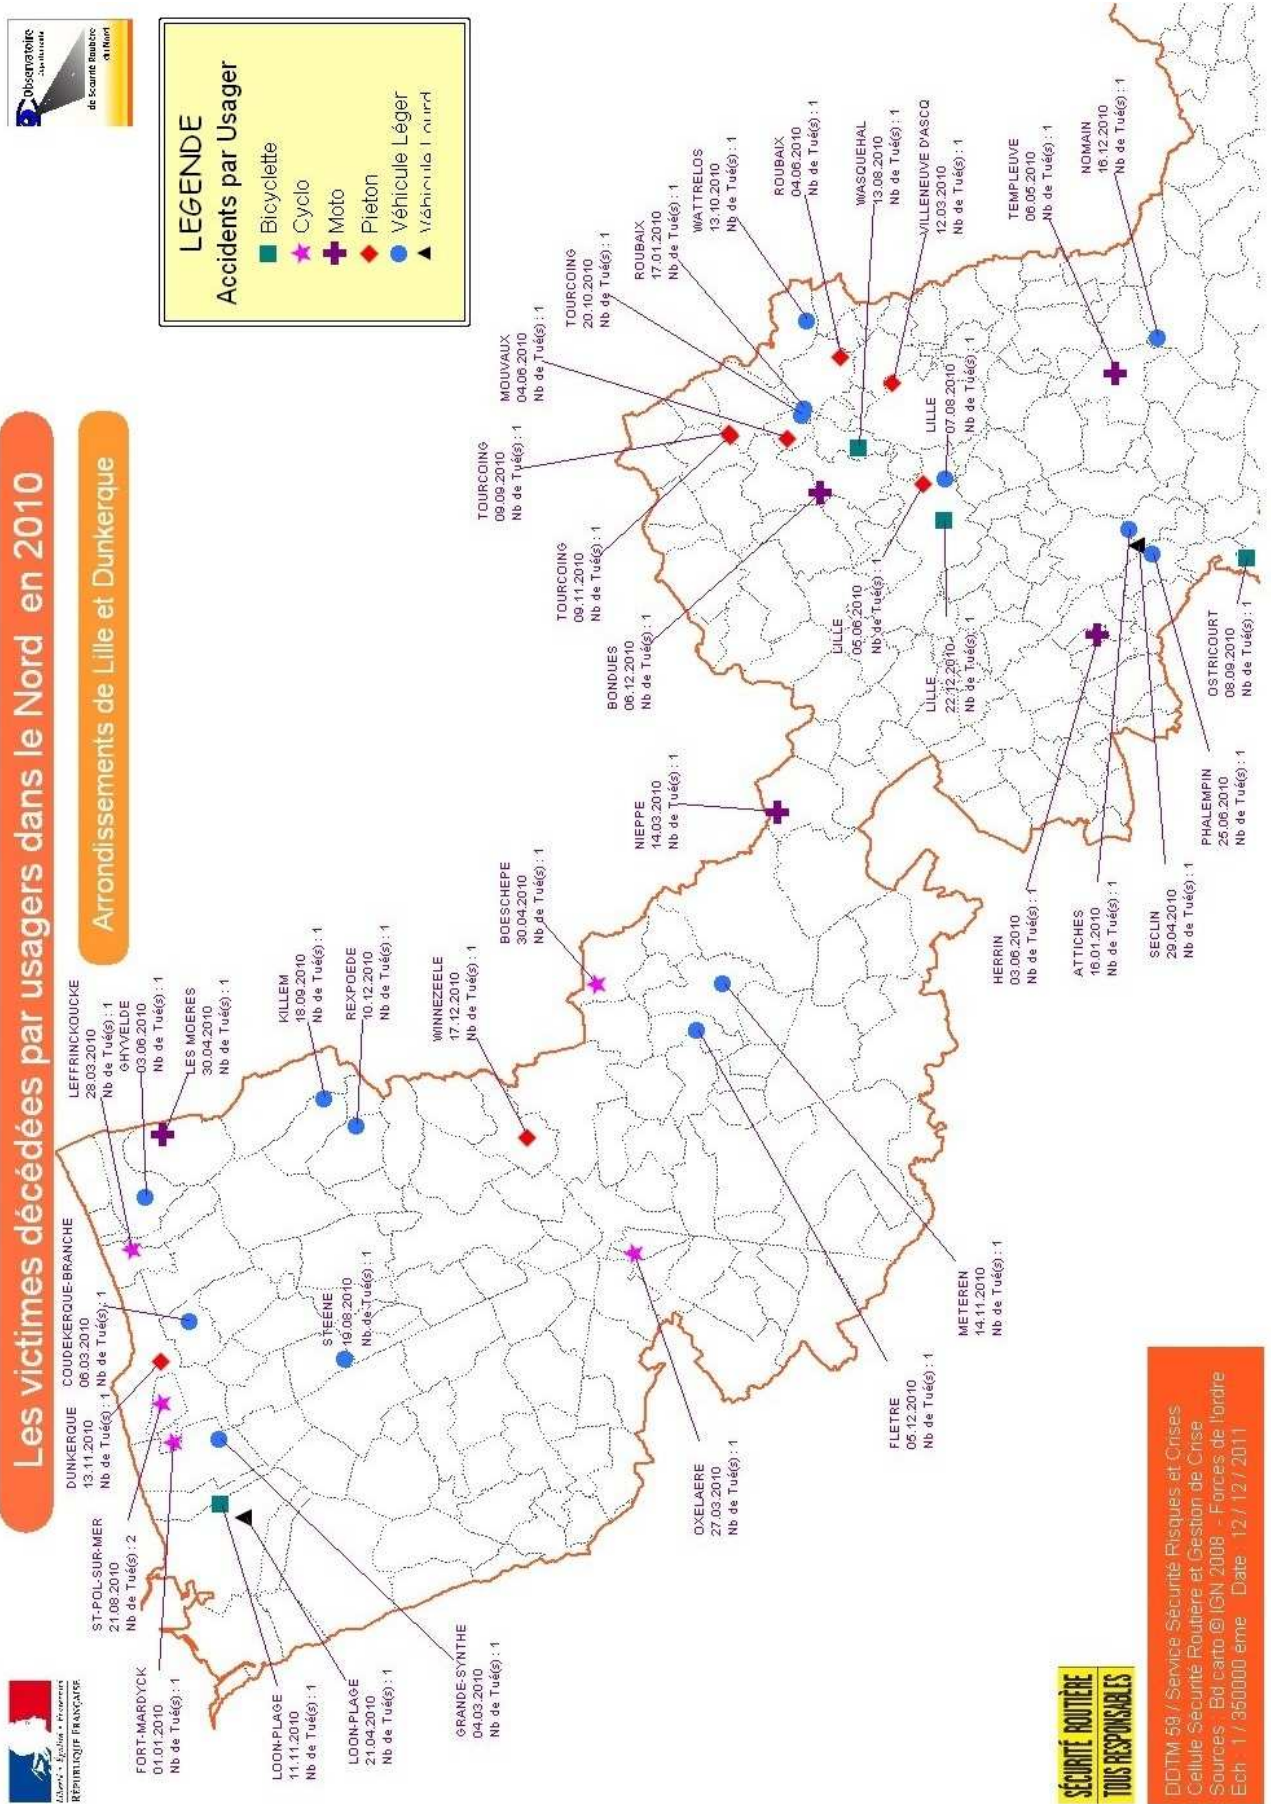 Les victimes décédées par usagers dans le Nord en 2010
Arrondissements de Lille et Dunkerque
RÉPUBLIQUE FRANÇAISE
Observatoire
de Sécurité Routière
du Nord
LEGENDE
Accidents par Usager
Bicyclette
Cyclo
Moto
Pieton
Véhicule Léger
Véhicule Lourd
FORT-MARDYCK
01.01.2010
Nb de Tué(s) : 1
ST-POL-SUR-MER
21.08.2010
Nb de Tué(s) : 2
DUNKERQUE
13.11.2010
Nb de Tué(s) : 1
COUDEKERQUE-BRANCHE
06.03.2010
Nb de Tué(s) : 1
LEFFRINCKOUCKE
28.03.2010
Nb de Tué(s) : 1
GHYVELDE
03.06.2010
Nb de Tué(s) : 1
LES MOERES
30.04.2010
Nb de Tué(s) : 1
KILLEM
18.09.2010
Nb de Tué(s) : 1
REXPOEDE
10.12.2010
Nb de Tué(s) : 1
WINNEZEELE
17.12.2010
Nb de Tué(s) : 1
STEENE
19.08.2010
Nb de Tué(s) : 1
LOON-PLAGE
11.11.2010
Nb de Tué(s) : 1
LOON-PLAGE
21.04.2010
Nb de Tué(s) : 1
GRANDE-SYNTHE
04.03.2010
Nb de Tué(s) : 1
BOESCHEPE
30.04.2010
Nb de Tué(s) : 1
NIEPPE
14.03.2010
Nb de Tué(s) : 1
OXELAERE
27.03.2010
Nb de Tué(s) : 1
FLETRE
05.12.2010
Nb de Tué(s) : 1
METEREN
14.11.2010
Nb de Tué(s) : 1
TOURCOING
09.09.2010
Nb de Tué(s) : 1
MOUVAUX
04.06.2010
Nb de Tué(s) : 1
TOURCOING
20.10.2010
Nb de Tué(s) : 1
ROUBAIX
17.01.2010
Nb de Tué(s) : 1
WATTRELOS
13.10.2010
Nb de Tué(s) : 1
ROUBAIX
04.06.2010
Nb de Tué(s) : 1
WASQUEHAL
13.08.2010
Nb de Tué(s) : 1
VILLENEUVE D'ASCQ
12.03.2010
Nb de Tué(s) : 1
TEMPLEUVE
06.05.2010
Nb de Tué(s) : 1
NOMAIN
16.12.2010
Nb de Tué(s) : 1
TOURCOING
09.11.2010
Nb de Tué(s) : 1
BONDUES
06.12.2010
Nb de Tué(s) : 1
LILLE
05.06.2010
Nb de Tué(s) : 1
LILLE
07.08.2010
Nb de Tué(s) : 1
LILLE
22.12.2010
Nb de Tué(s) : 1
HERRIN
03.06.2010
Nb de Tué(s) : 1
ATTICHES
16.01.2010
Nb de Tué(s) : 1
SECLIN
29.04.2010
Nb de Tué(s) : 1
PHALEMPIN
25.06.2010
Nb de Tué(s) : 1
OSTRICOURT
08.09.2010
Nb de Tué(s) : 1
SÉCURITÉ ROUTIÈRE
TOUS RESPONSABLES
DDTM 59 / Service Sécurité Risques et Crises
Cellule Sécurité Routière et Gestion de Crise
Sources : Bd carto © IGN 2008 - Forces de l'ordre
Ech : 1 / 350000 ème Date : 12 / 12 / 2011